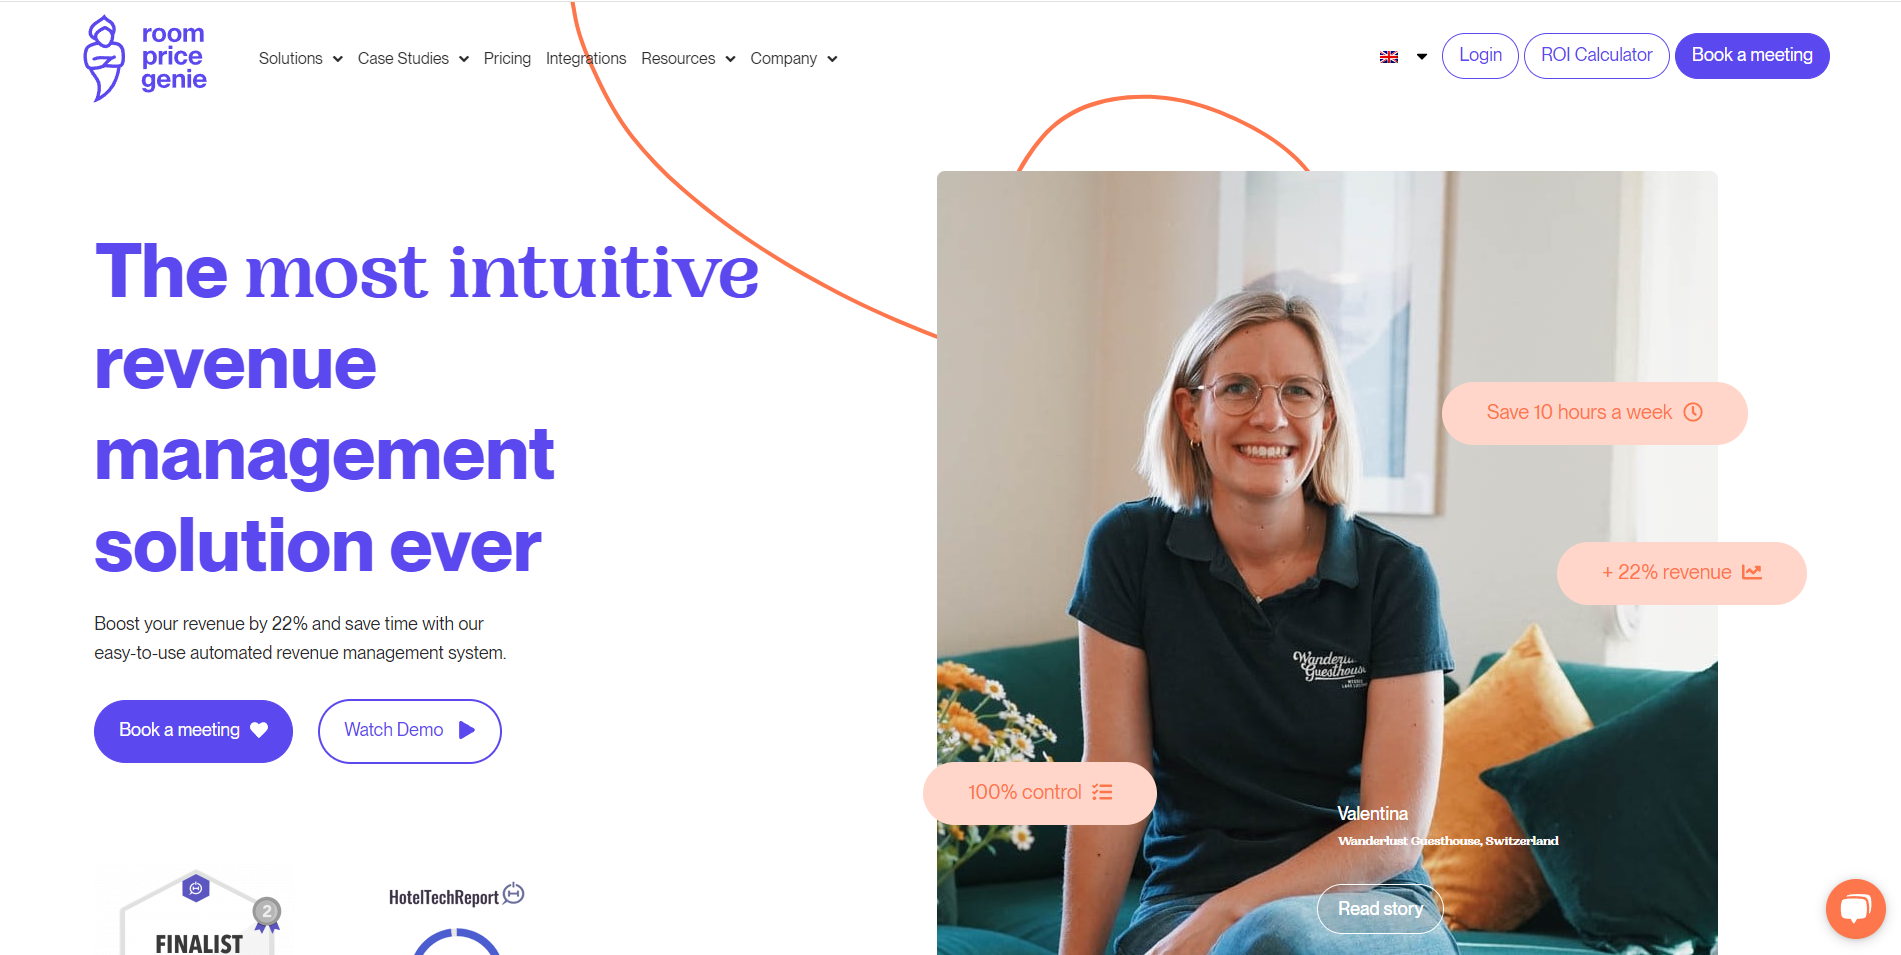 room
price
genie
Solutions
Case Studies
Pricing
Integrations
Resources
Company
Login
ROI Calculator
Book a meeting
The most intuitive
revenue
management
solution ever
Boost your revenue by 22% and save time with our
easy-to-use automated revenue management system.
Book a meeting
Watch Demo
Save 10 hours a week
+ 22% revenue
Guesthouse
100% control
Valentina
Wanderlust Guesthouse, Switzerland
Read story
HotelTechReport
2
FINALIST